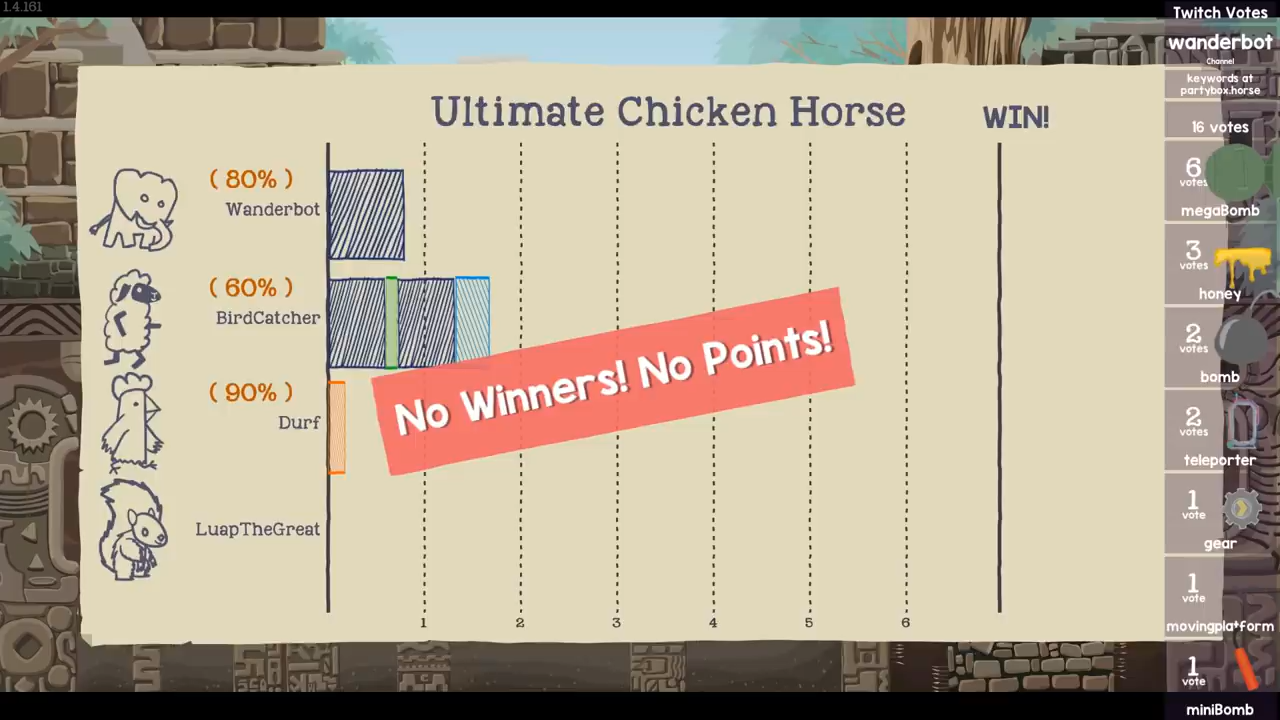 1.4.161
Ultimate Chicken Horse
WIN!
( 80% )
Wanderbot
( 60% )
BirdCatcher
( 90% )
Durf
LuapTheGreat
No Winners! No Points!
1 2 3 4 5 6
Twitch Votes
wanderbot
Channel
keywords at
partybox.horse
16 votes
6
votes
megaBomb
3
votes
honey
2
votes
bomb
2
votes
teleporter
1
vote
gear
1
vote
movingplatform
1
vote
miniBomb